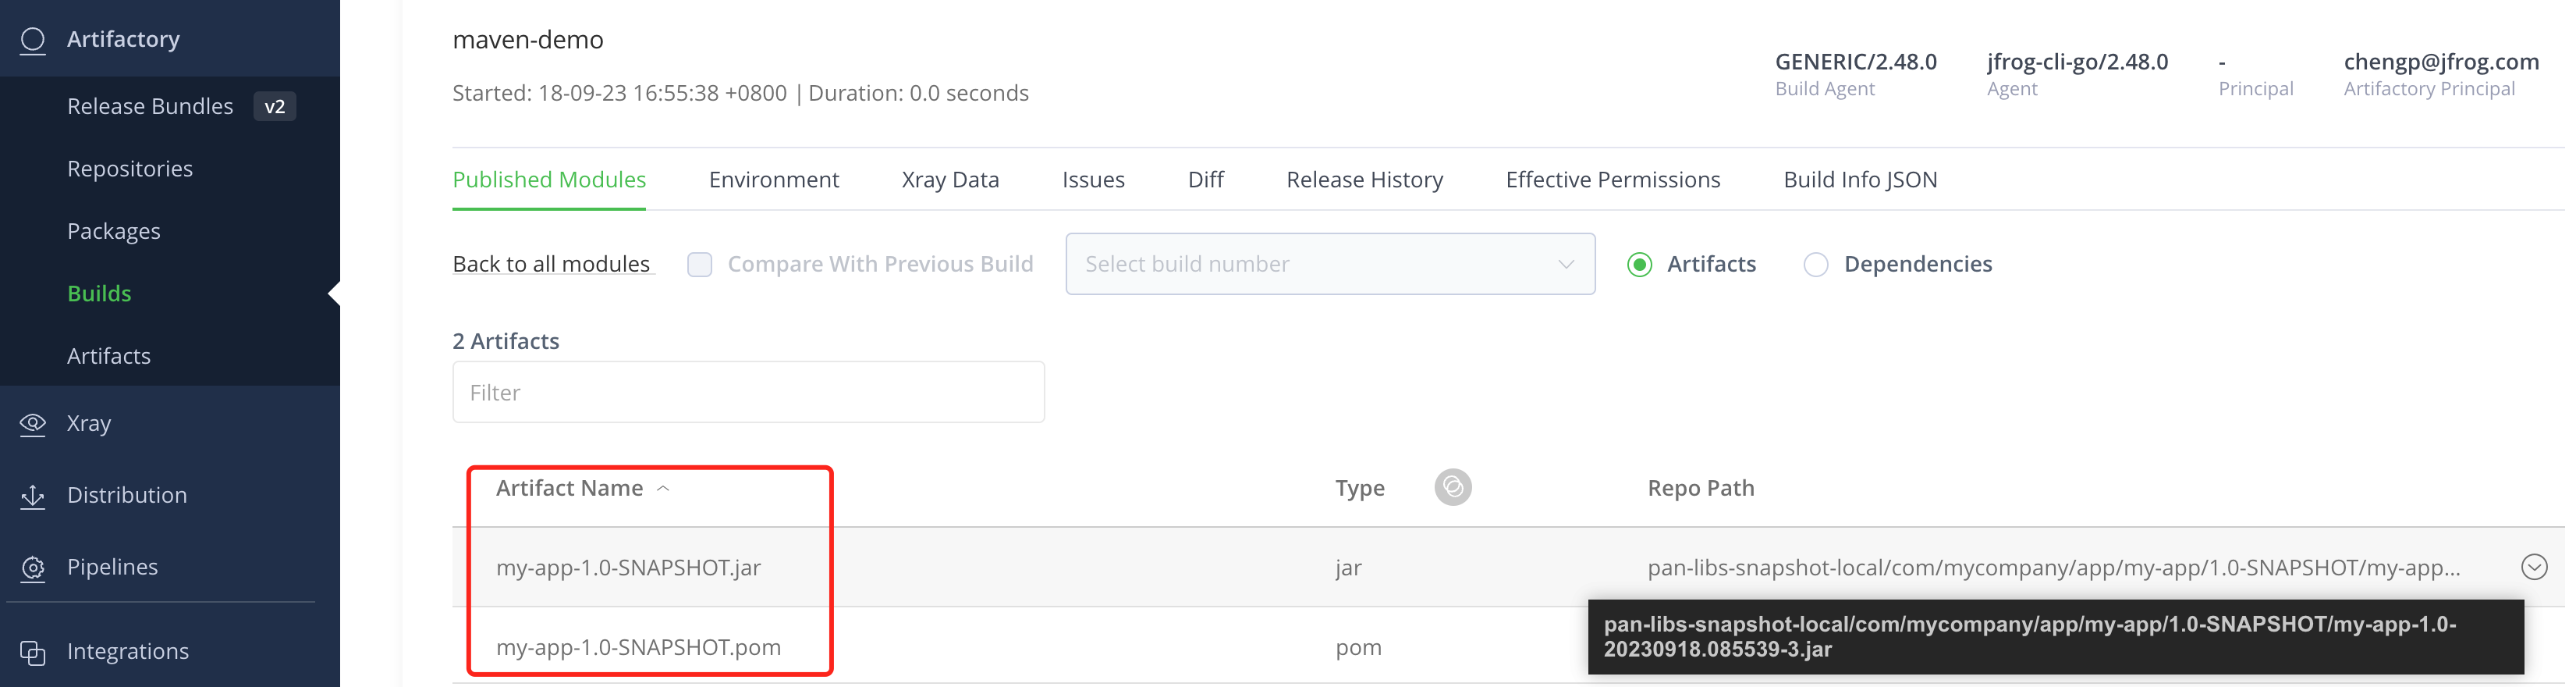 Artifactory
Release Bundles v2
Repositories
Packages
Builds
Artifacts
Xray
Distribution
Pipelines
Integrations
maven-demo
Started: 18-09-23 16:55:38 +0800 | Duration: 0.0 seconds
GENERIC/2.48.0
Build Agent
jfrog-cli-go/2.48.0
Agent
-
Principal
chengp@jfrog.com
Artifactory Principal
Published Modules Environment Xray Data Issues Diff Release History Effective Permissions Build Info JSON
Back to all modules Compare With Previous Build Select build number Artifacts Dependencies
2 Artifacts
Filter
Artifact Name Type Repo Path
my-app-1.0-SNAPSHOT.jar jar pan-libs-snapshot-local/com/mycompany/app/my-app/1.0-SNAPSHOT/my-app...
my-app-1.0-SNAPSHOT.pom pom
pan-libs-snapshot-local/com/mycompany/app/my-app/1.0-SNAPSHOT/my-app-1.0-
20230918.085539-3.jar